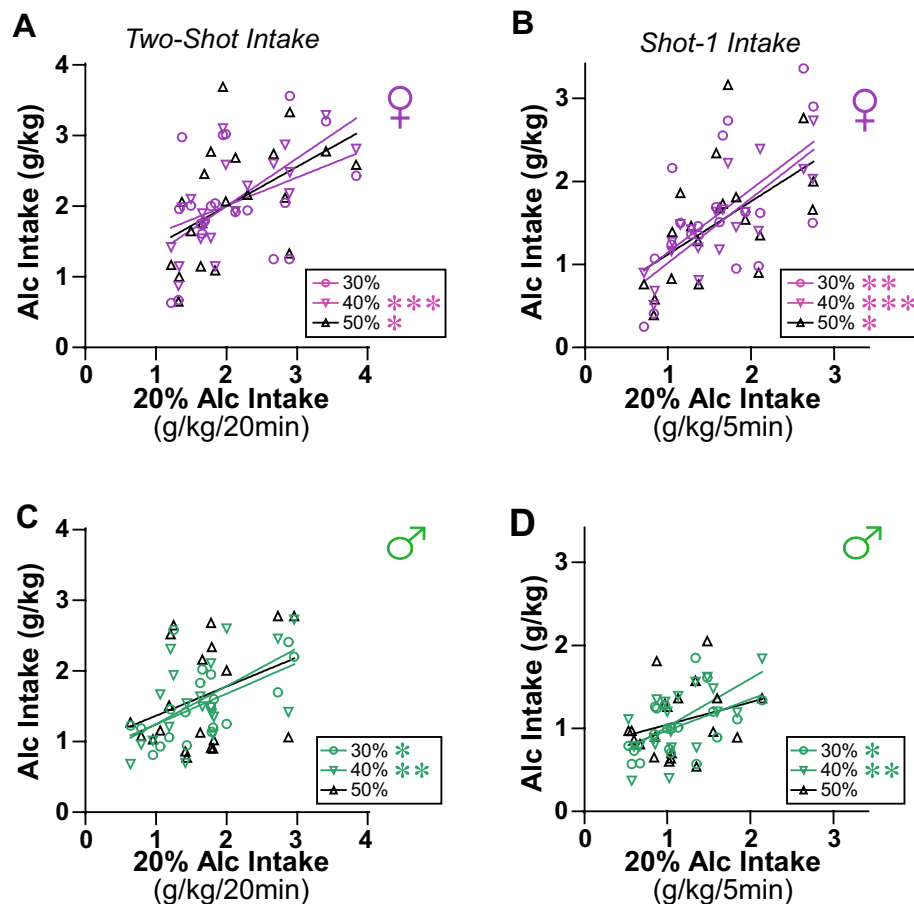 A
Two-Shot Intake
B
Shot-1 Intake
♀
♀
Alc Intake (g/kg)
4
3
2
1
0
0 1 2 3 4
20% Alc Intake
(g/kg/20min)
30%
40% ***
50% *
Alc Intake (g/kg)
3
2
1
0
0 1 2 3
20% Alc Intake
(g/kg/5min)
30% **
40% ***
50% *
C
♂
Alc Intake (g/kg)
4
3
2
1
0
0 1 2 3 4
20% Alc Intake
(g/kg/20min)
30% *
40% **
50%
D
♂
Alc Intake (g/kg)
3
2
1
0
0 1 2 3
20% Alc Intake
(g/kg/5min)
30% *
40% **
50%